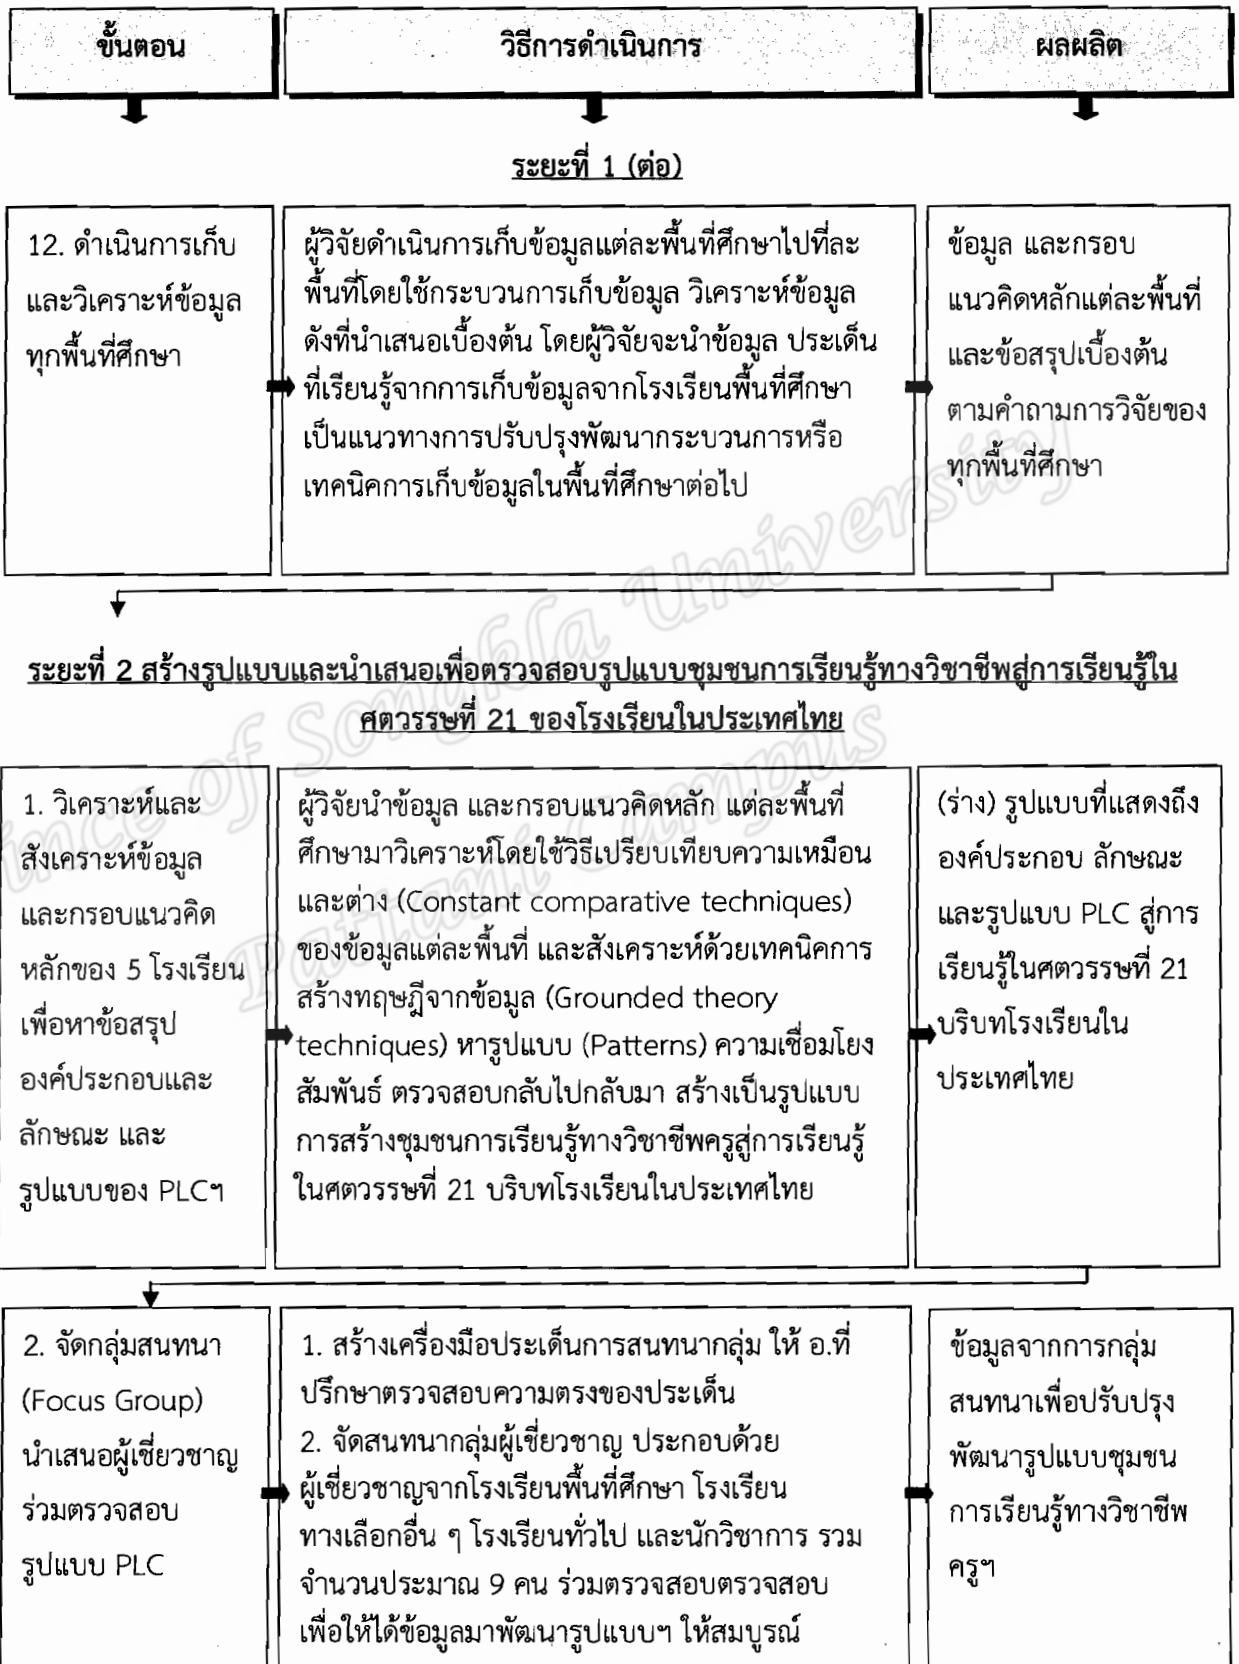 ขั้นตอน
วิธีการดำเนินการ
ผลผลิต
ระยะที่ 1 (ต่อ)
12. ดำเนินการเก็บ
และวิเคราะห์ข้อมูล
ทุกพื้นที่ศึกษา
ผู้วิจัยดำเนินการเก็บข้อมูลแต่ละพื้นที่ศึกษาไปที่ละ
พื้นที่โดยใช้กระบวนการเก็บข้อมูล วิเคราะห์ข้อมูล
ดังที่นำเสนอเบื้องต้น โดยผู้วิจัยจะนำข้อมูล ประเด็น
ที่เรียนรู้จากการเก็บข้อมูลจากโรงเรียนพื้นที่ศึกษา
เป็นแนวทางการปรับปรุงพัฒนากระบวนการหรือ
เทคนิคการเก็บข้อมูลในพื้นที่ศึกษาต่อไป
ข้อมูล และกรอบ
แนวคิดหลักแต่ละพื้นที่
และข้อสรุปเบื้องต้น
ตามคำถามการวิจัยของ
ทุกพื้นที่ศึกษา
ระยะที่ 2 สร้างรูปแบบและนำเสนอเพื่อตรวจสอบรูปแบบชุมชนการเรียนรู้ทางวิชาชีพสู่การเรียนรู้ใน
ศตวรรษที่ 21 ของโรงเรียนในประเทศไทย
1. วิเคราะห์และ
สังเคราะห์ข้อมูล
และกรอบแนวคิด
หลักของ 5 โรงเรียน
เพื่อหาข้อสรุป
องค์ประกอบและ
ลักษณะ และ
รูปแบบของ PLCฯ
ผู้วิจัยนำข้อมูล และกรอบแนวคิดหลัก แต่ละพื้นที่
ศึกษามาวิเคราะห์โดยใช้วิธีเปรียบเทียบความเหมือน
และต่าง (Constant comparative techniques)
ของข้อมูลแต่ละพื้นที่ และสังเคราะห์ด้วยเทคนิคการ
สร้างทฤษฎีจากข้อมูล (Grounded theory
techniques) หารูปแบบ (Patterns) ความเชื่อมโยง
สัมพันธ์ ตรวจสอบกลับไปกลับมา สร้างเป็นรูปแบบ
การสร้างชุมชนการเรียนรู้ทางวิชาชีพครูสู่การเรียนรู้
ในศตวรรษที่ 21 บริบทโรงเรียนในประเทศไทย
(ร่าง) รูปแบบที่แสดงถึง
องค์ประกอบ ลักษณะ
และรูปแบบ PLC สู่การ
เรียนรู้ในศตวรรษที่ 21
บริบทโรงเรียนใน
ประเทศไทย
2. จัดกลุ่มสนทนา
(Focus Group)
นำเสนอผู้เชี่ยวชาญ
ร่วมตรวจสอบ
รูปแบบ PLC
1. สร้างเครื่องมือประเด็นการสนทนากลุ่ม ให้ อ.ที่
ปรึกษาตรวจสอบความตรงของประเด็น
2. จัดสนทนากลุ่มผู้เชี่ยวชาญ ประกอบด้วย
ผู้เชี่ยวชาญจากโรงเรียนพื้นที่ศึกษา โรงเรียน
ทางเลือกอื่น ๆ โรงเรียนทั่วไป และนักวิชาการ รวม
จำนวนประมาณ 9 คน ร่วมตรวจสอบตรวจสอบ
เพื่อให้ได้ข้อมูลมาพัฒนารูปแบบฯ ให้สมบูรณ์
ข้อมูลจากการกลุ่ม
สนทนาเพื่อปรับปรุง
พัฒนารูปแบบชุมชน
การเรียนรู้ทางวิชาชีพ
ครูฯ
of Songkla University
Pattani Campus